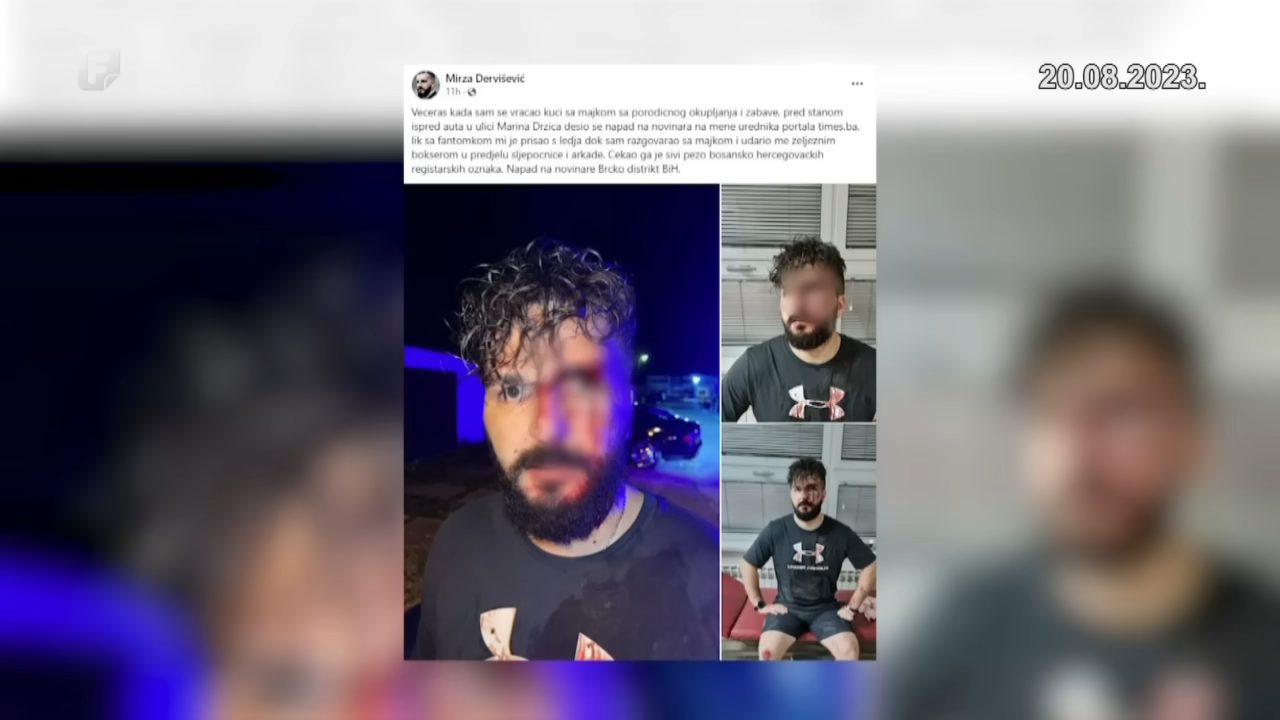 F
20.08.2023.
Mirza Dervišević
11h ·
Veceras kada sam se vracao kuci sa majkom sa porodicnog okupljanja i zabave, pred stanom
ispred auta u ulici Marina Drzica desio se napad na novinara na mene urednika portala times.ba.
lik sa fantomkom mi je prisao s ledja dok sam razgovarao sa majkom i udario me zeljeznim
bokserom u predjelu sljepocnice i arkade. Cekao ga je sivi pezo bosansko hercegovackih
registarskih oznaka. Napad na novinare Brcko distrikt BiH.